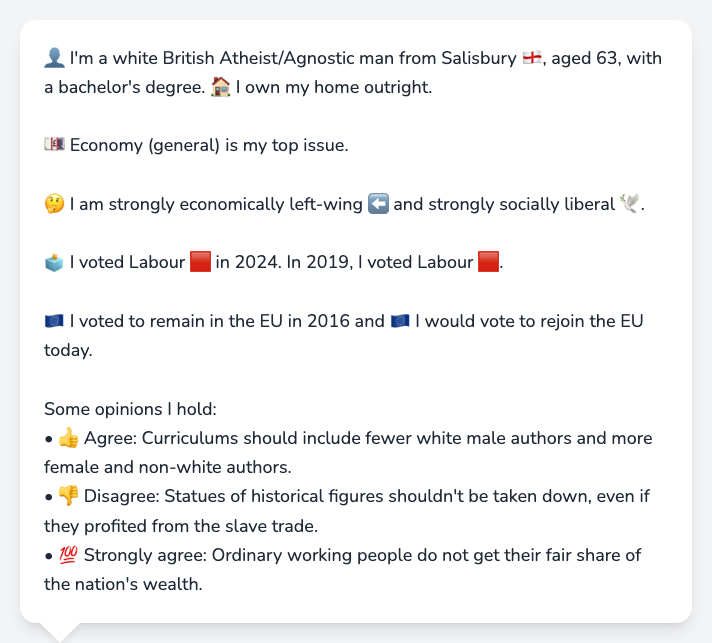 👤 I'm a white British Atheist/Agnostic man from Salisbury 🏴󠁧󠁢󠁥󠁮󠁧󠁿, aged 63, with
a bachelor's degree. 🏠 I own my home outright.
💷 Economy (general) is my top issue.
🤔 I am strongly economically left-wing ⬅️ and strongly socially liberal 🕊️.
🗳️ I voted Labour 🟥 in 2024. In 2019, I voted Labour 🟥.
🇪🇺 I voted to remain in the EU in 2016 and 🇪🇺 I would vote to rejoin the EU
today.
Some opinions I hold:
• 👍 Agree: Curriculums should include fewer white male authors and more
female and non-white authors.
• 👎 Disagree: Statues of historical figures shouldn't be taken down, even if
they profited from the slave trade.
• 💯 Strongly agree: Ordinary working people do not get their fair share of
the nation's wealth.